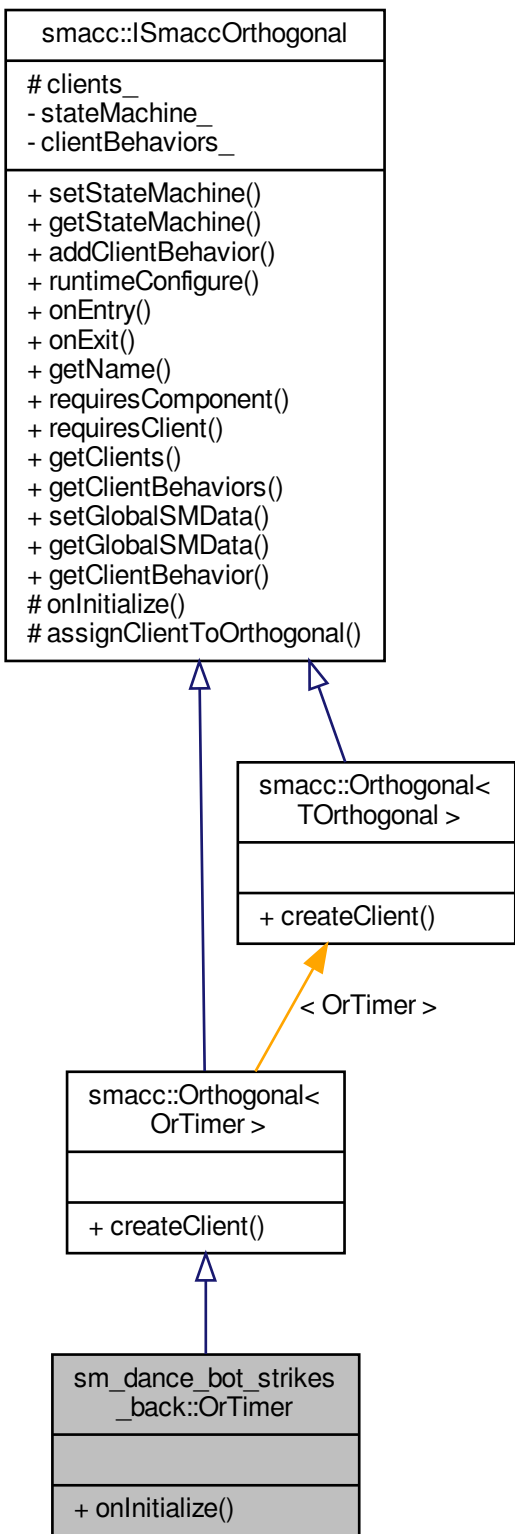 smacc::ISmaccOrthogonal
# clients_
- stateMachine_
- clientBehaviors_
+ setStateMachine()
+ getStateMachine()
+ addClientBehavior()
+ runtimeConfigure()
+ onEntry()
+ onExit()
+ getName()
+ requiresComponent()
+ requiresClient()
+ getClients()
+ getClientBehaviors()
+ setGlobalSMData()
+ getGlobalSMData()
+ getClientBehavior()
# onInitialize()
# assignClientToOrthogonal()
smacc::Orthogonal<
TOrthogonal >
+ createClient()
< OrTimer >
smacc::Orthogonal<
OrTimer >
+ createClient()
sm_dance_bot_strikes
_back::OrTimer
+ onInitialize()